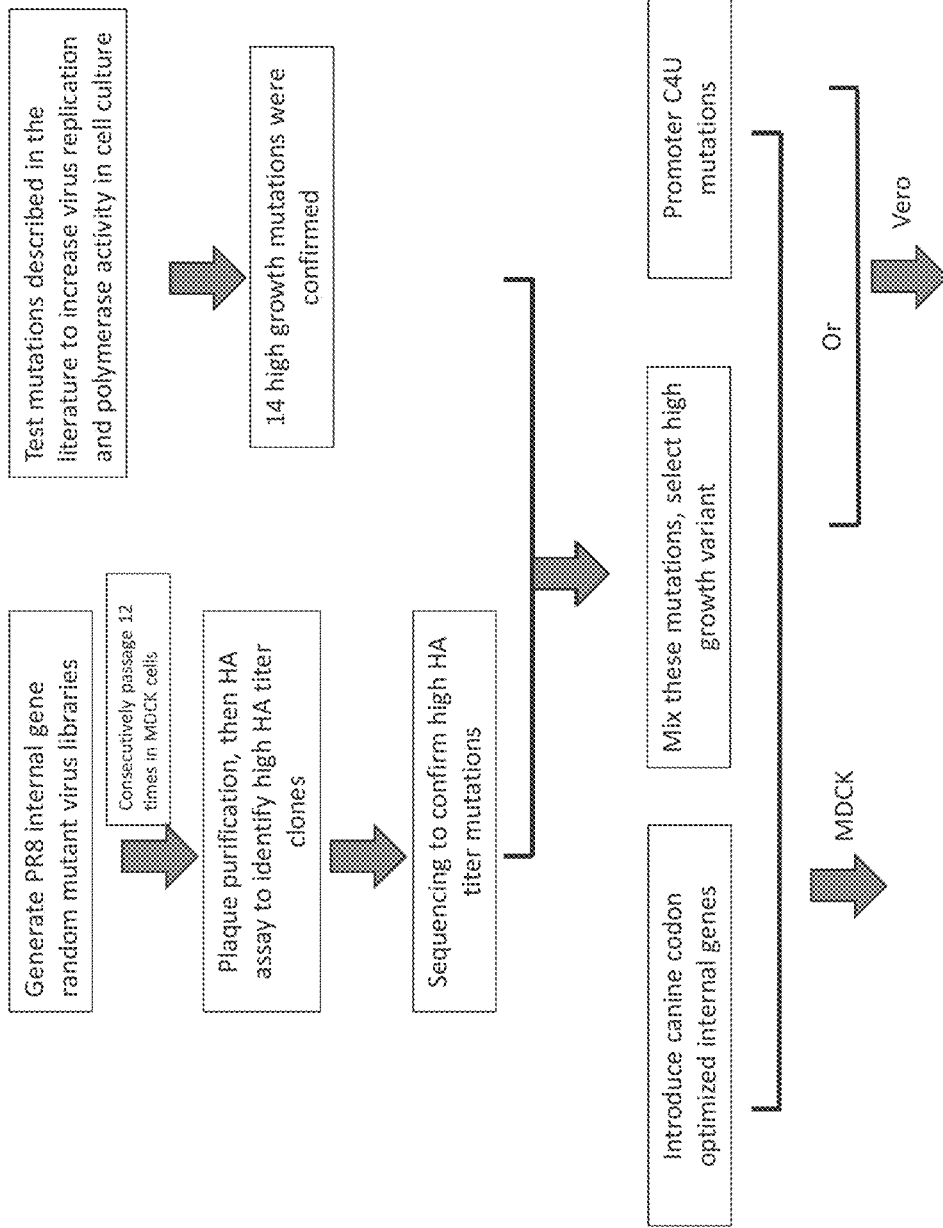 Generate PR8 internal gene
random mutant virus libraries
Consecutively passage 12
times in MDCK cells
Plaque purification, then HA
assay to identify high HA titer
clones
Sequencing to confirm high HA
titer mutations
Test mutations described in the
literature to increase virus replication
and polymerase activity in cell culture
14 high growth mutations were
confirmed
Introduce canine codon
optimized internal genes
Mix these mutations, select high
growth variant
Promoter C4U
mutations
Or
MDCK
Vero